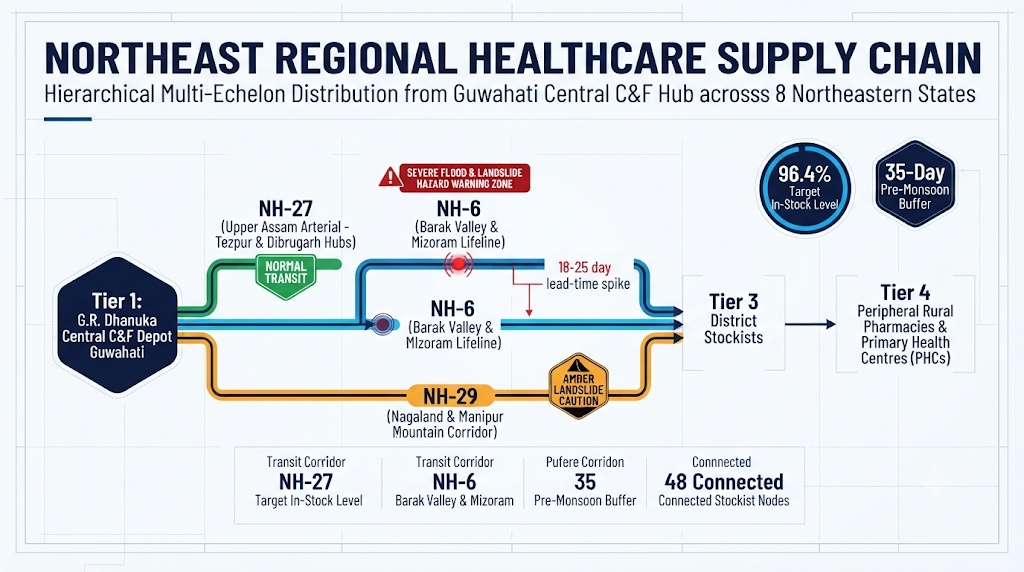 NORTHEAST REGIONAL HEALTHCARE SUPPLY CHAIN
Hierarchical Multi-Echelon Distribution from Guwahati Central C&F Hub acrosss 8 Northeastern States
96.4%
Target
In-Stock Level
35-Day
Pre-Monsoon
Buffer
SEVERE FLOOD & LANDSLIDE
HAZARD WARNING ZONE
NH-27
(Upper Assam Arterial -
Tezpur & Dibrugarh Hubs)
NORMAL
TRANSIT
NH-6
(Barak Valley &
Mizoram Lifeline)
18-25 day
lead-time spike
Tier 1:
G.R. Dhanuka
Central C&F Depot
Guwahati
NH-6
(Barak Valley &
Mizoram Lifeline)
Tier 3
District
Stockists
Tier 4
Peripheral Rural
Pharmacies &
Primary Health
Centres (PHCs)
NH-29
(Nagaland & Manipur
Mountain Corridor)
AMBER
LANDSLIDE
CAUTION
Transit Corridor
NH-27
Target In-Stock Level
Transit Corridor
NH-6
Barak Valley & Mizoram
Pufere Corridon
35
Pre-Monsoon Buffer
Connnected
48 Connected
Connected Stockist Nodes